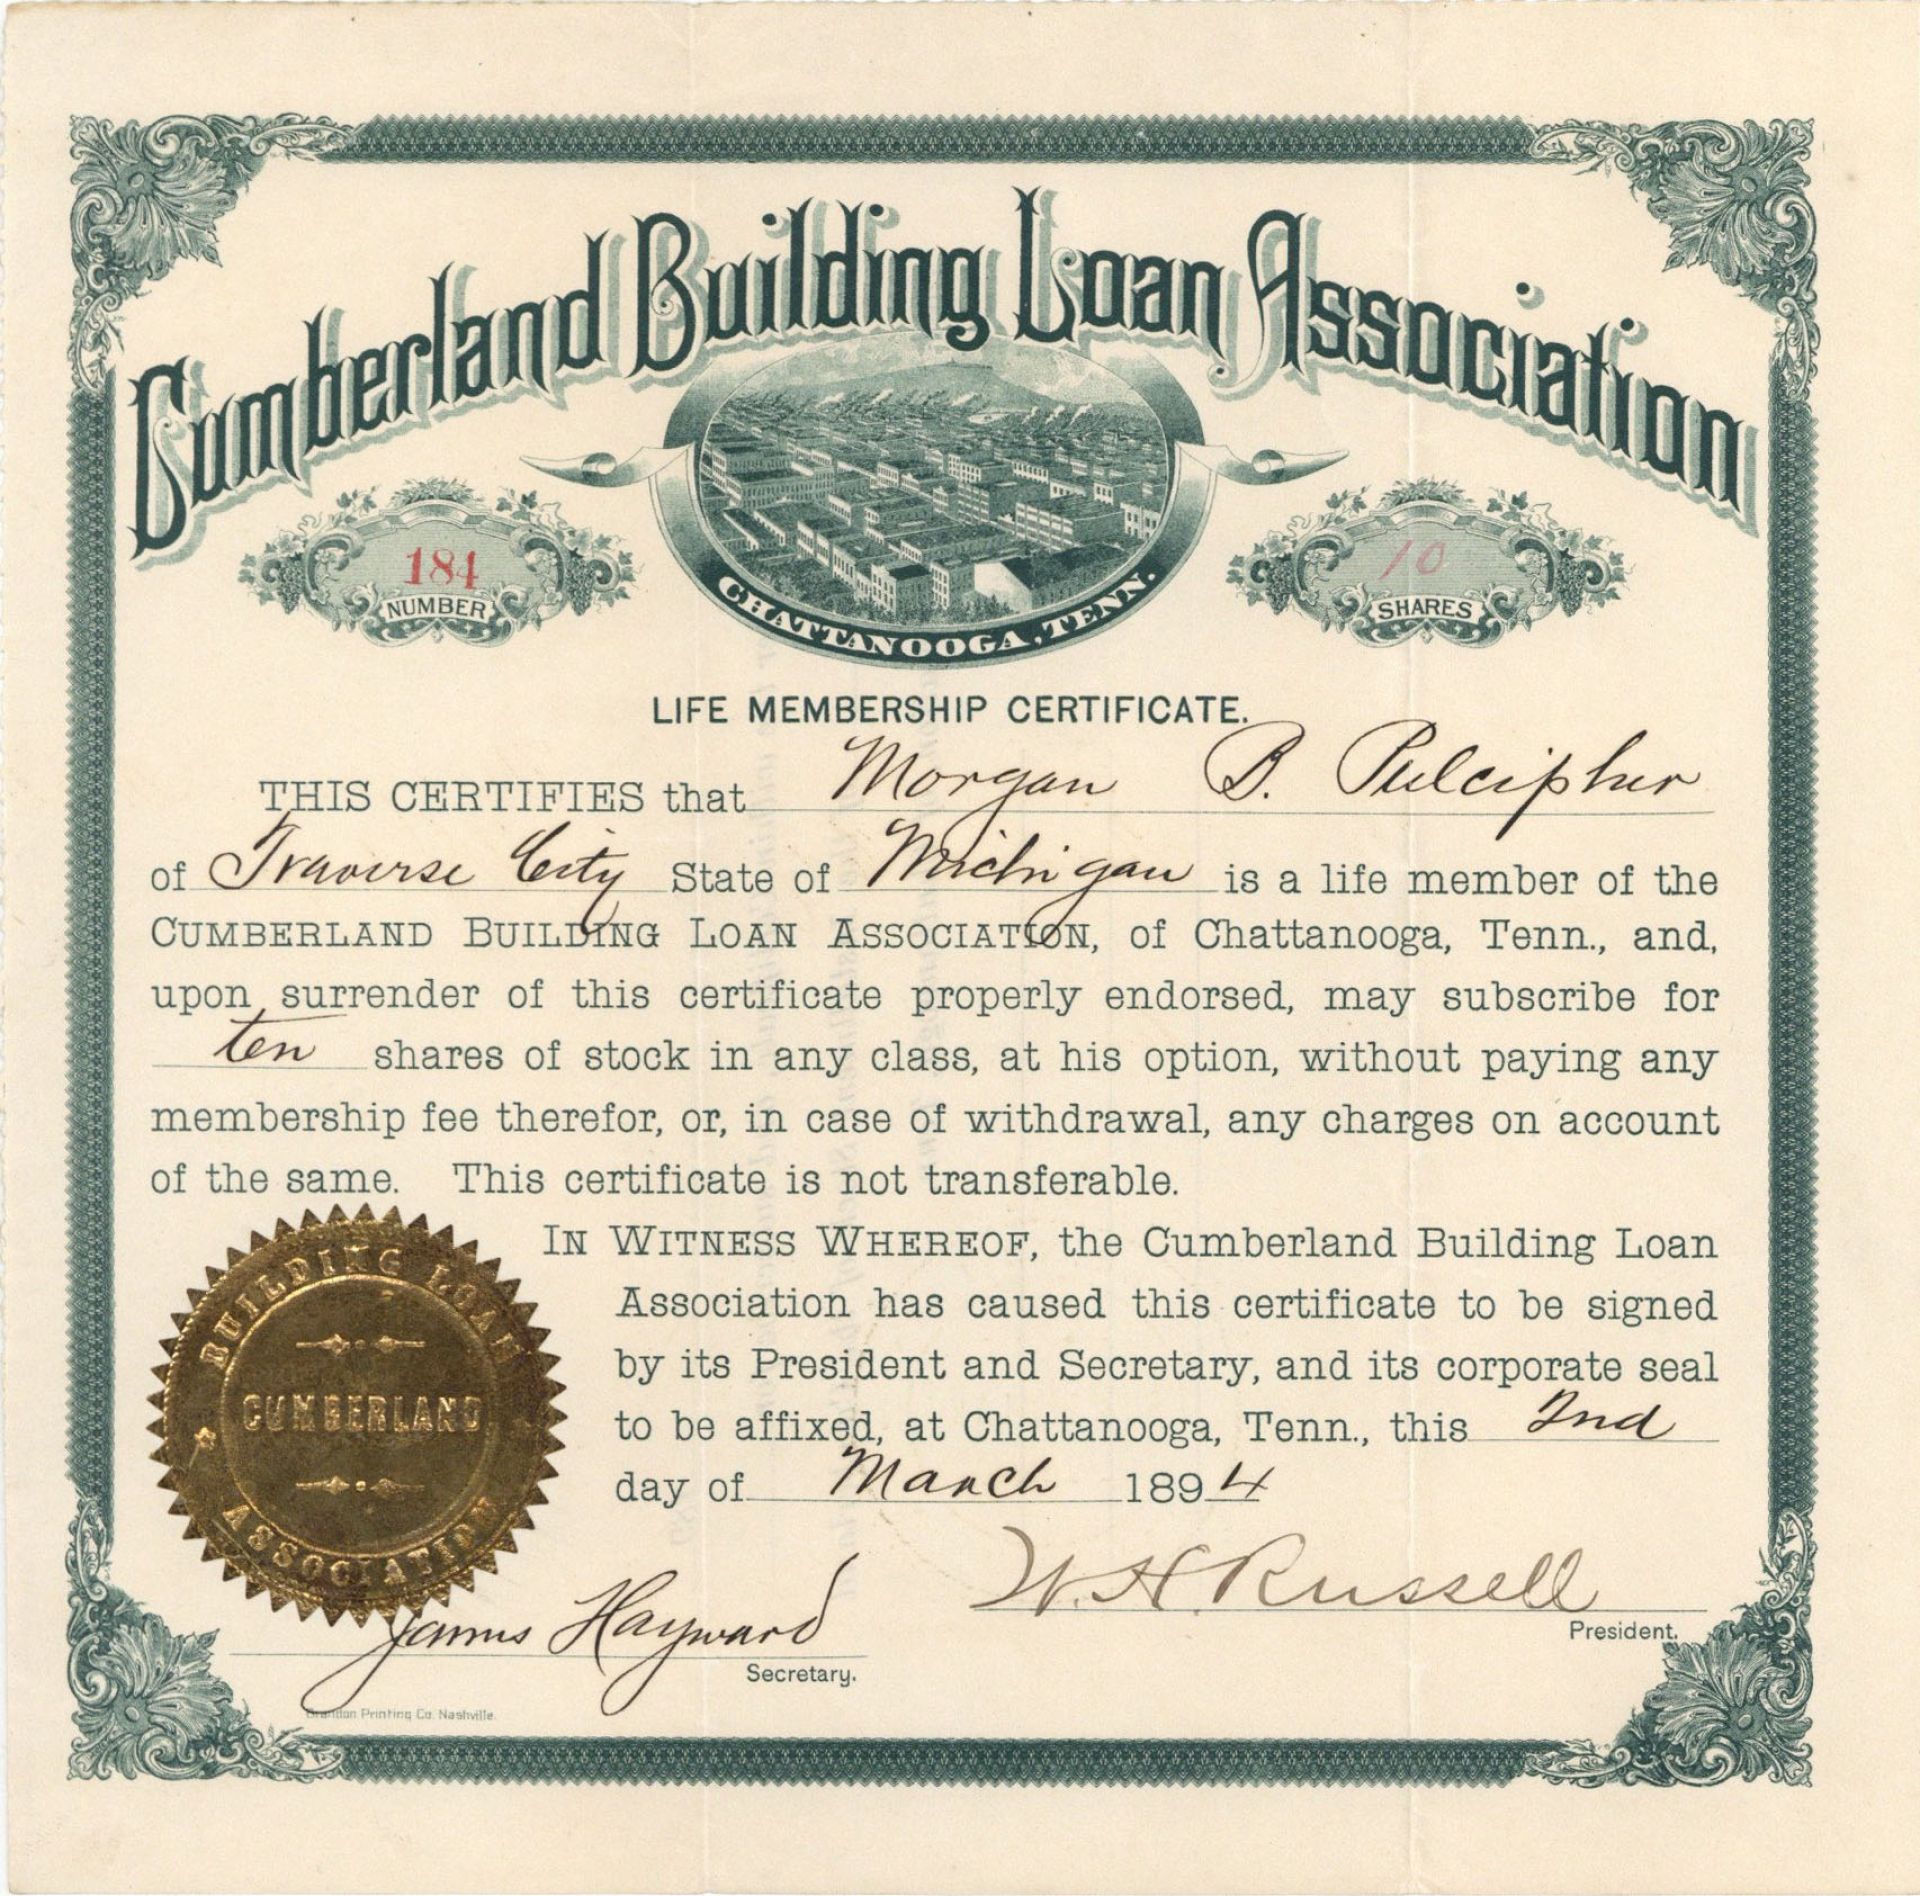 Cumberland Building Loan Association
184
NUMBER
CHATTANOOGA, TENN.
10
SHARES
LIFE MEMBERSHIP CERTIFICATE.
THIS CERTIFIES that Morgan B. Pulcipher
of Traverse City State of Michigan is a life member of the
CUMBERLAND BUILDING LOAN ASSOCIATION, of Chattanooga, Tenn., and,
upon surrender of this certificate properly endorsed, may subscribe for
ten shares of stock in any class, at his option, without paying any
membership fee therefor, or, in case of withdrawal, any charges on account
of the same. This certificate is not transferable.
IN WITNESS WHEREOF, the Cumberland Building Loan
Association has caused this certificate to be signed
by its President and Secretary, and its corporate seal
to be affixed, at Chattanooga, Tenn., this 2nd
day of March 1894
BUILDING LOAN
CUMBERLAND
ASSOCIATION
W. H. Russell
President.
James Hayward
Secretary.
Brandon Printing Co. Nashville.